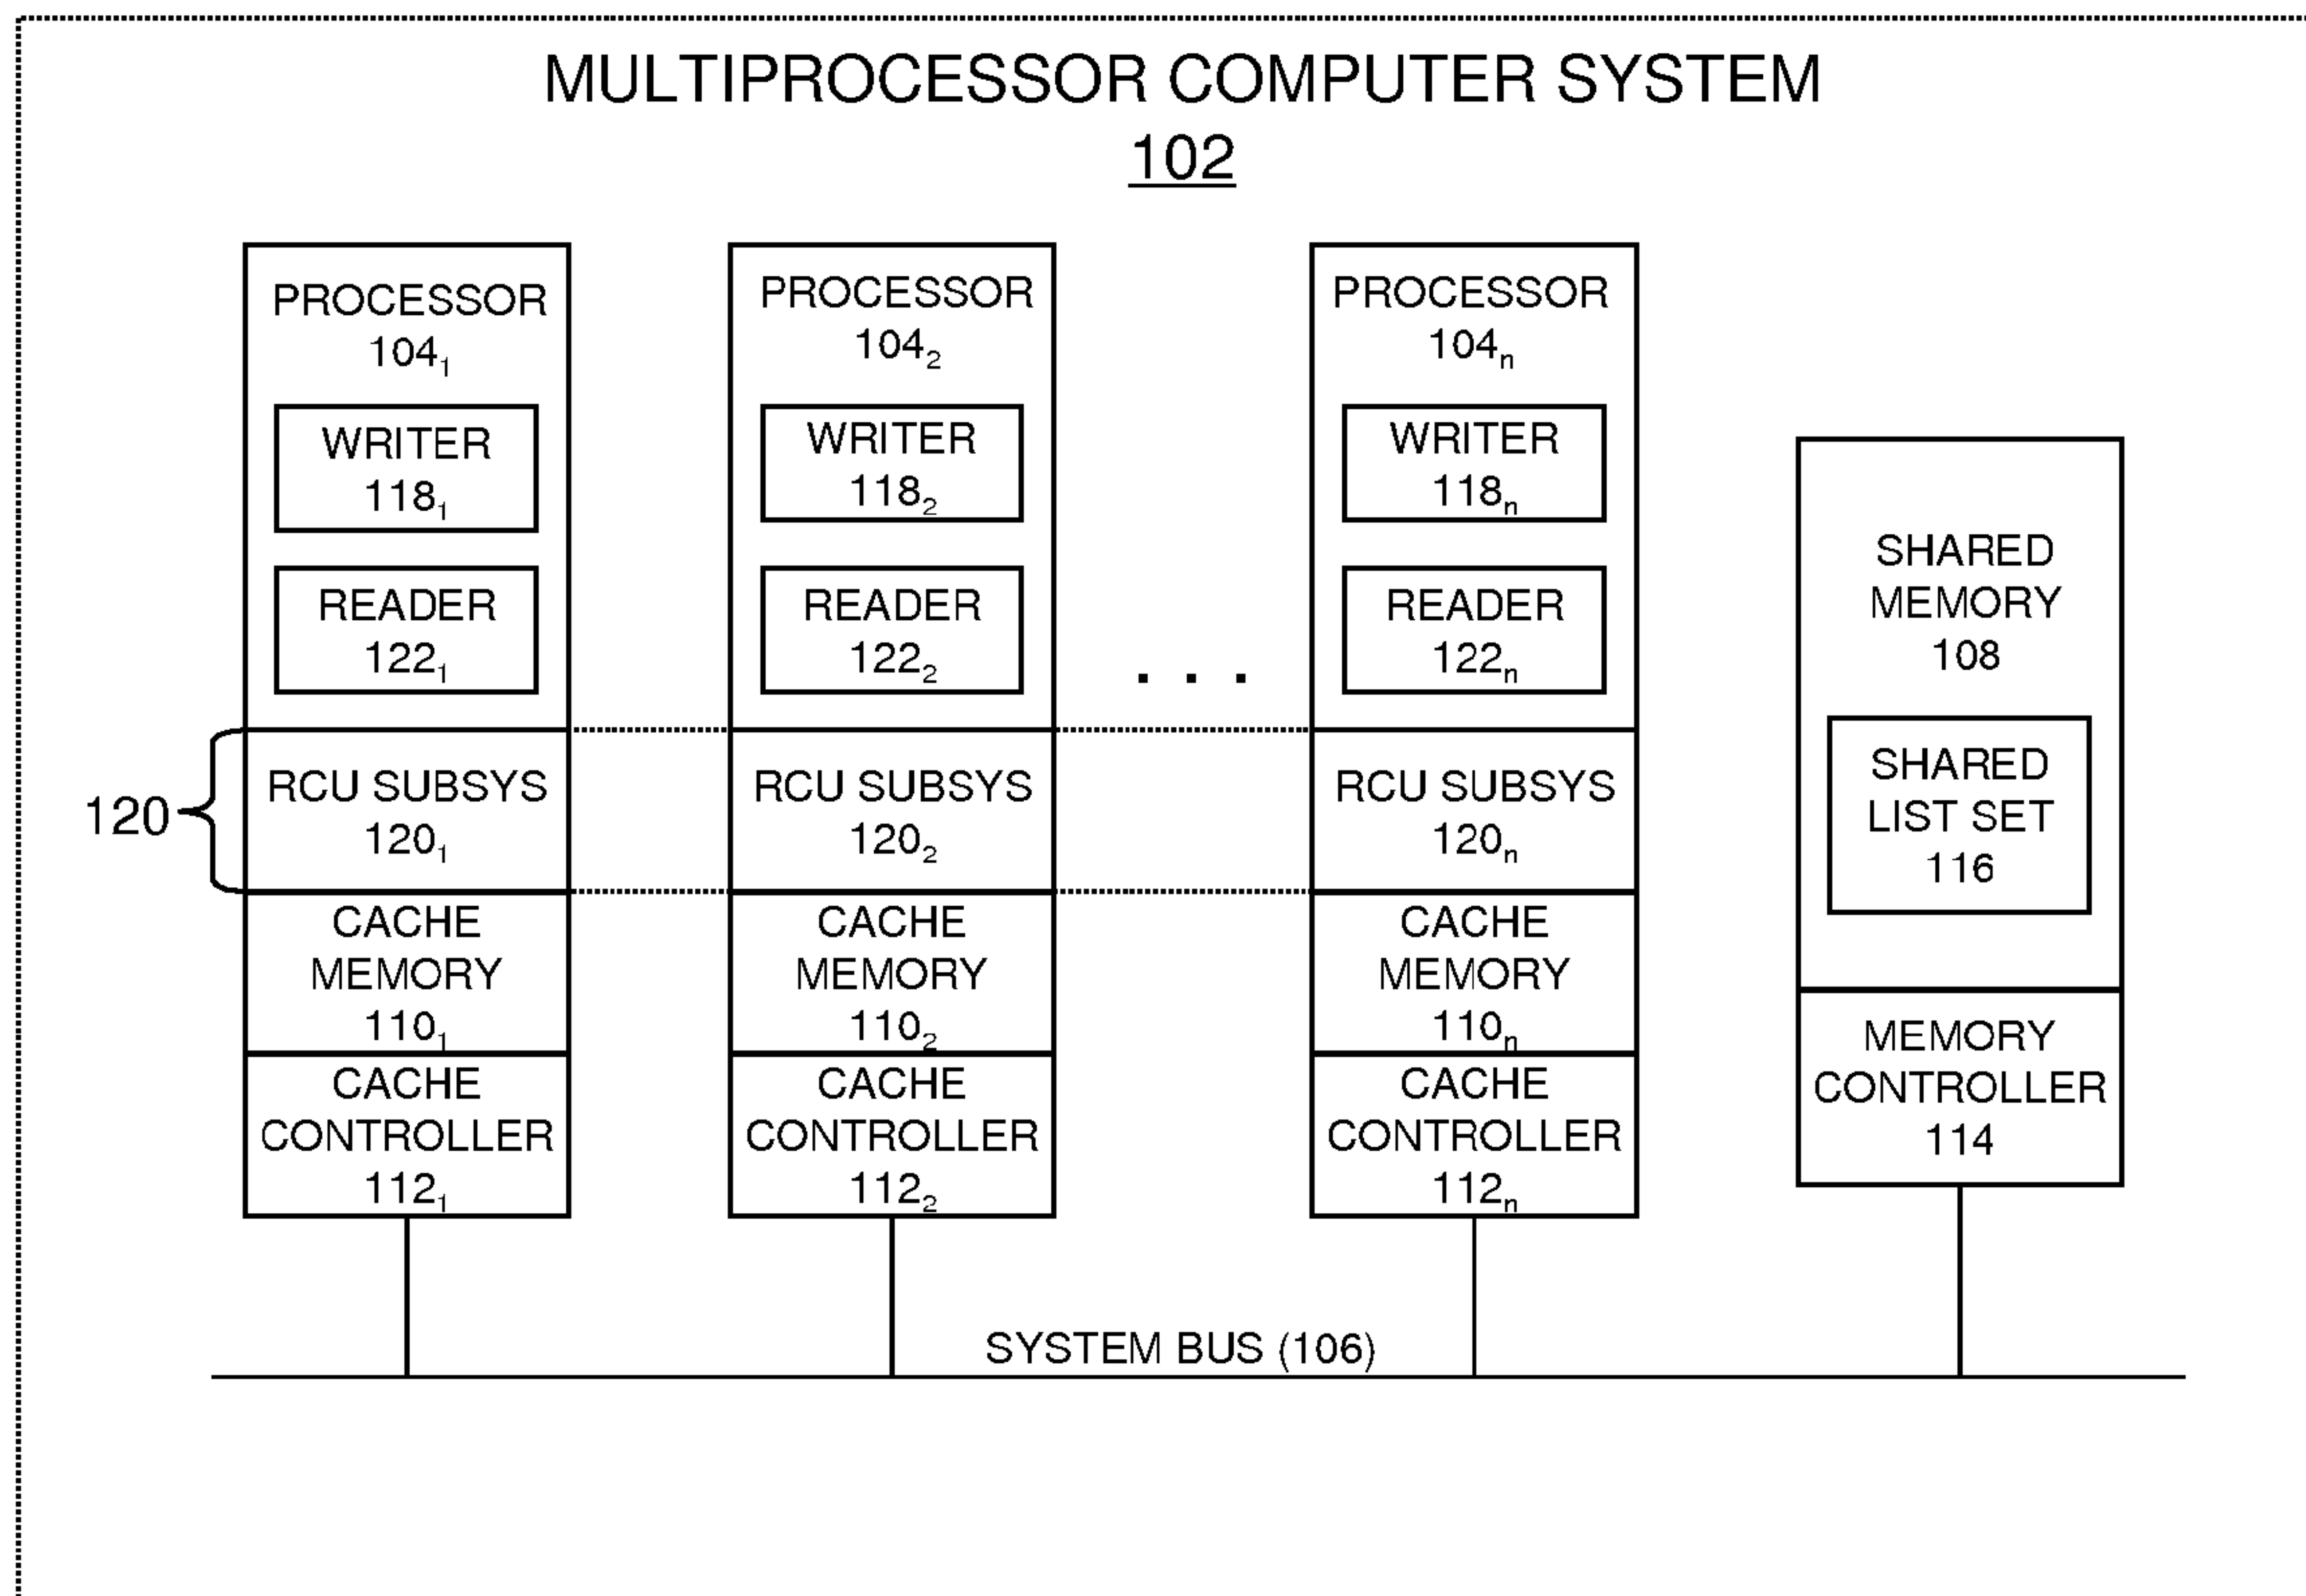 MULTIPROCESSOR COMPUTER SYSTEM
102
PROCESSOR
104₁
WRITER
118₁
READER
122₁
RCU SUBSYS
120₁
CACHE
MEMORY
110₁
CACHE
CONTROLLER
112₁
120
PROCESSOR
104₂
WRITER
118₂
READER
122₂
RCU SUBSYS
120₂
CACHE
MEMORY
110₂
CACHE
CONTROLLER
112₂
. . .
PROCESSOR
104ₙ
WRITER
118ₙ
READER
122ₙ
RCU SUBSYS
120ₙ
CACHE
MEMORY
110ₙ
CACHE
CONTROLLER
112ₙ
SHARED
MEMORY
108
SHARED
LIST SET
116
MEMORY
CONTROLLER
114
SYSTEM BUS (106)